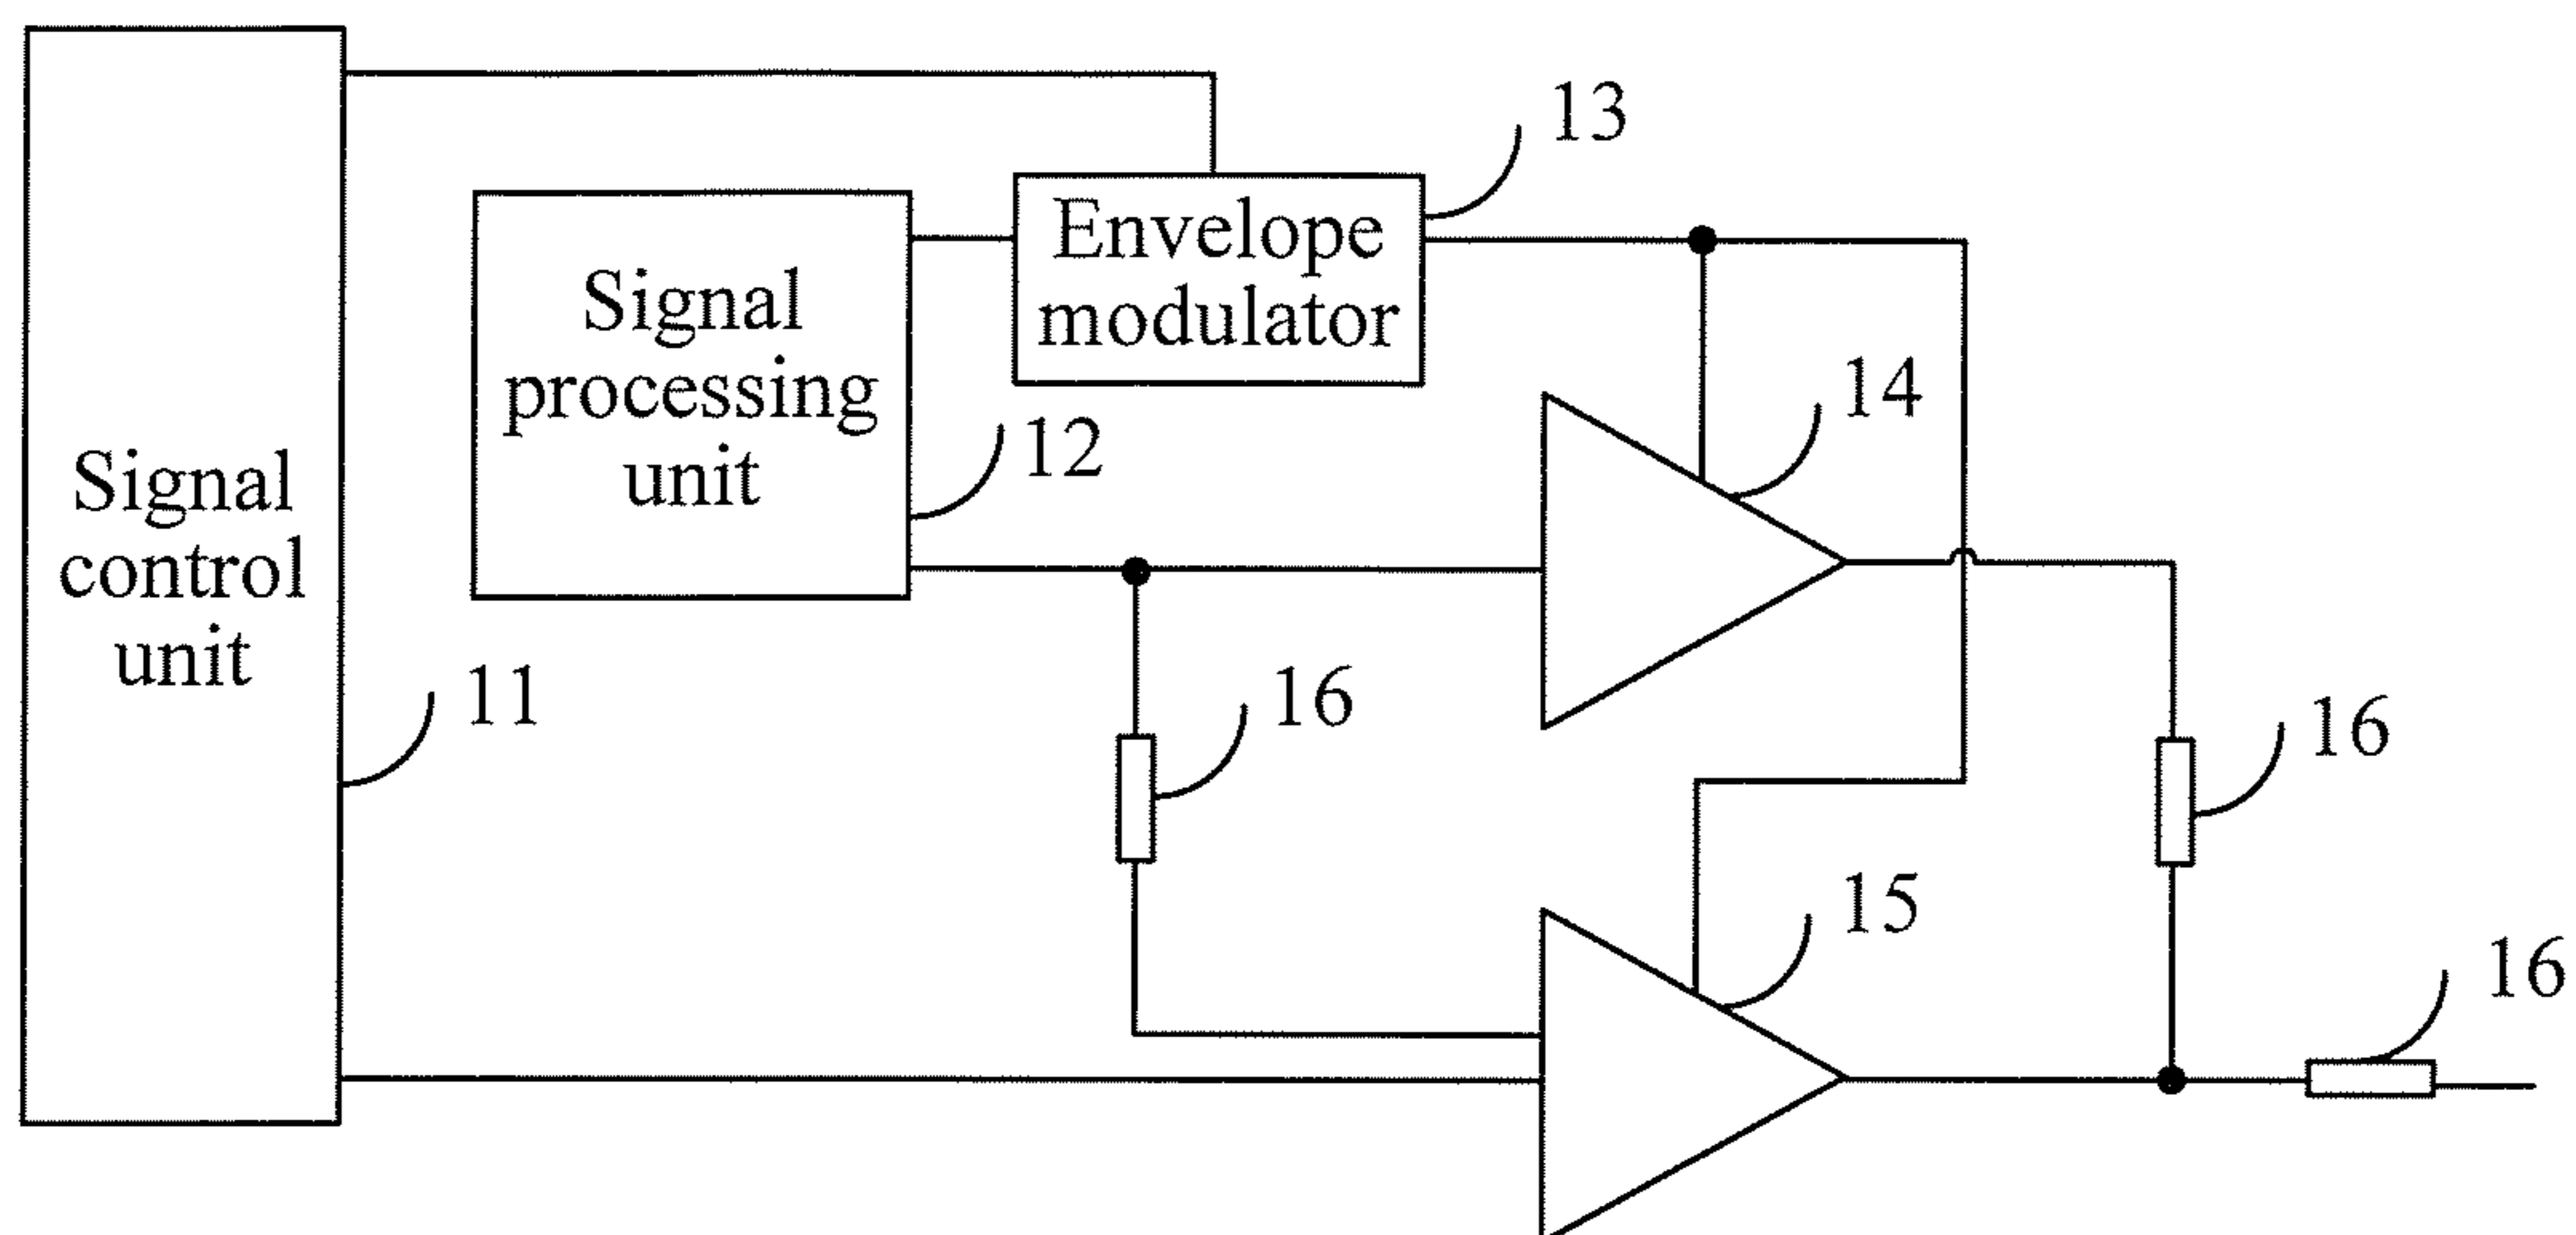 Signal
control
unit
11
Signal
processing
unit
12
Envelope
modulator
13
14
15
16
16
16